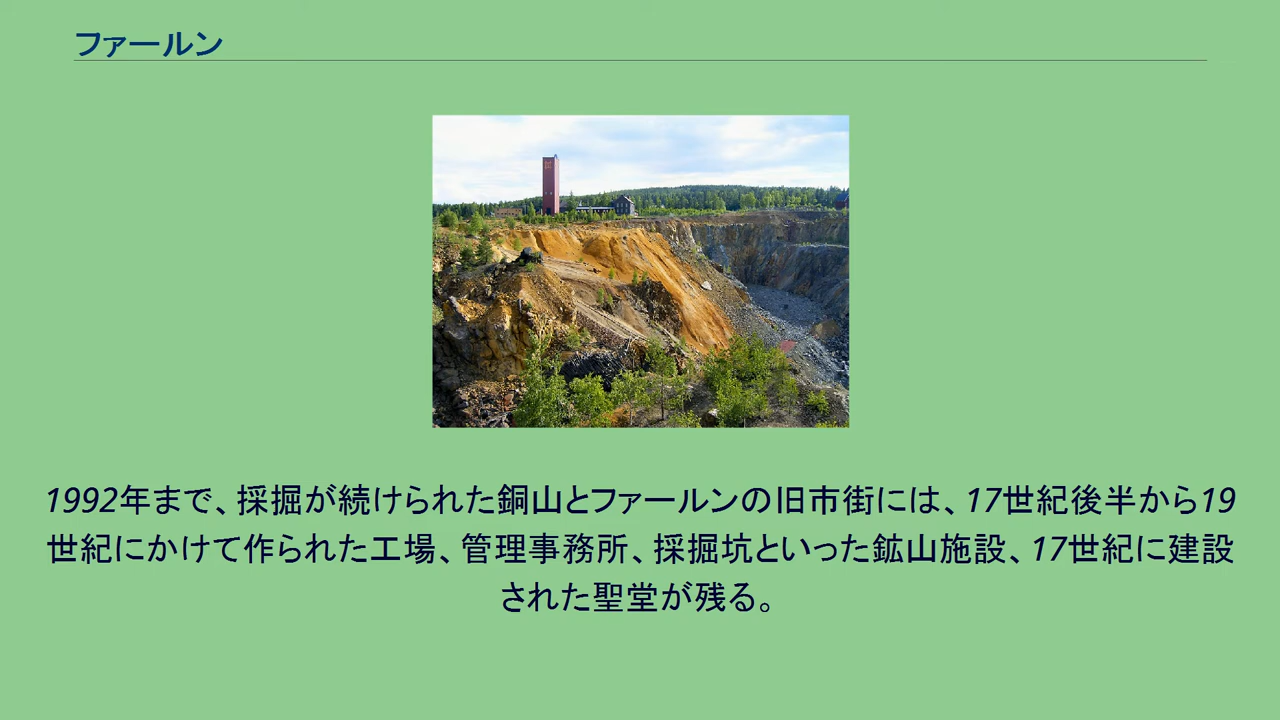 ファールン
1992年まで、採掘が続けられた銅山とファールンの旧市街には、17世紀後半から19
世紀にかけて作られた工場、管理事務所、採掘坑といった鉱山施設、17世紀に建設
された聖堂が残る。